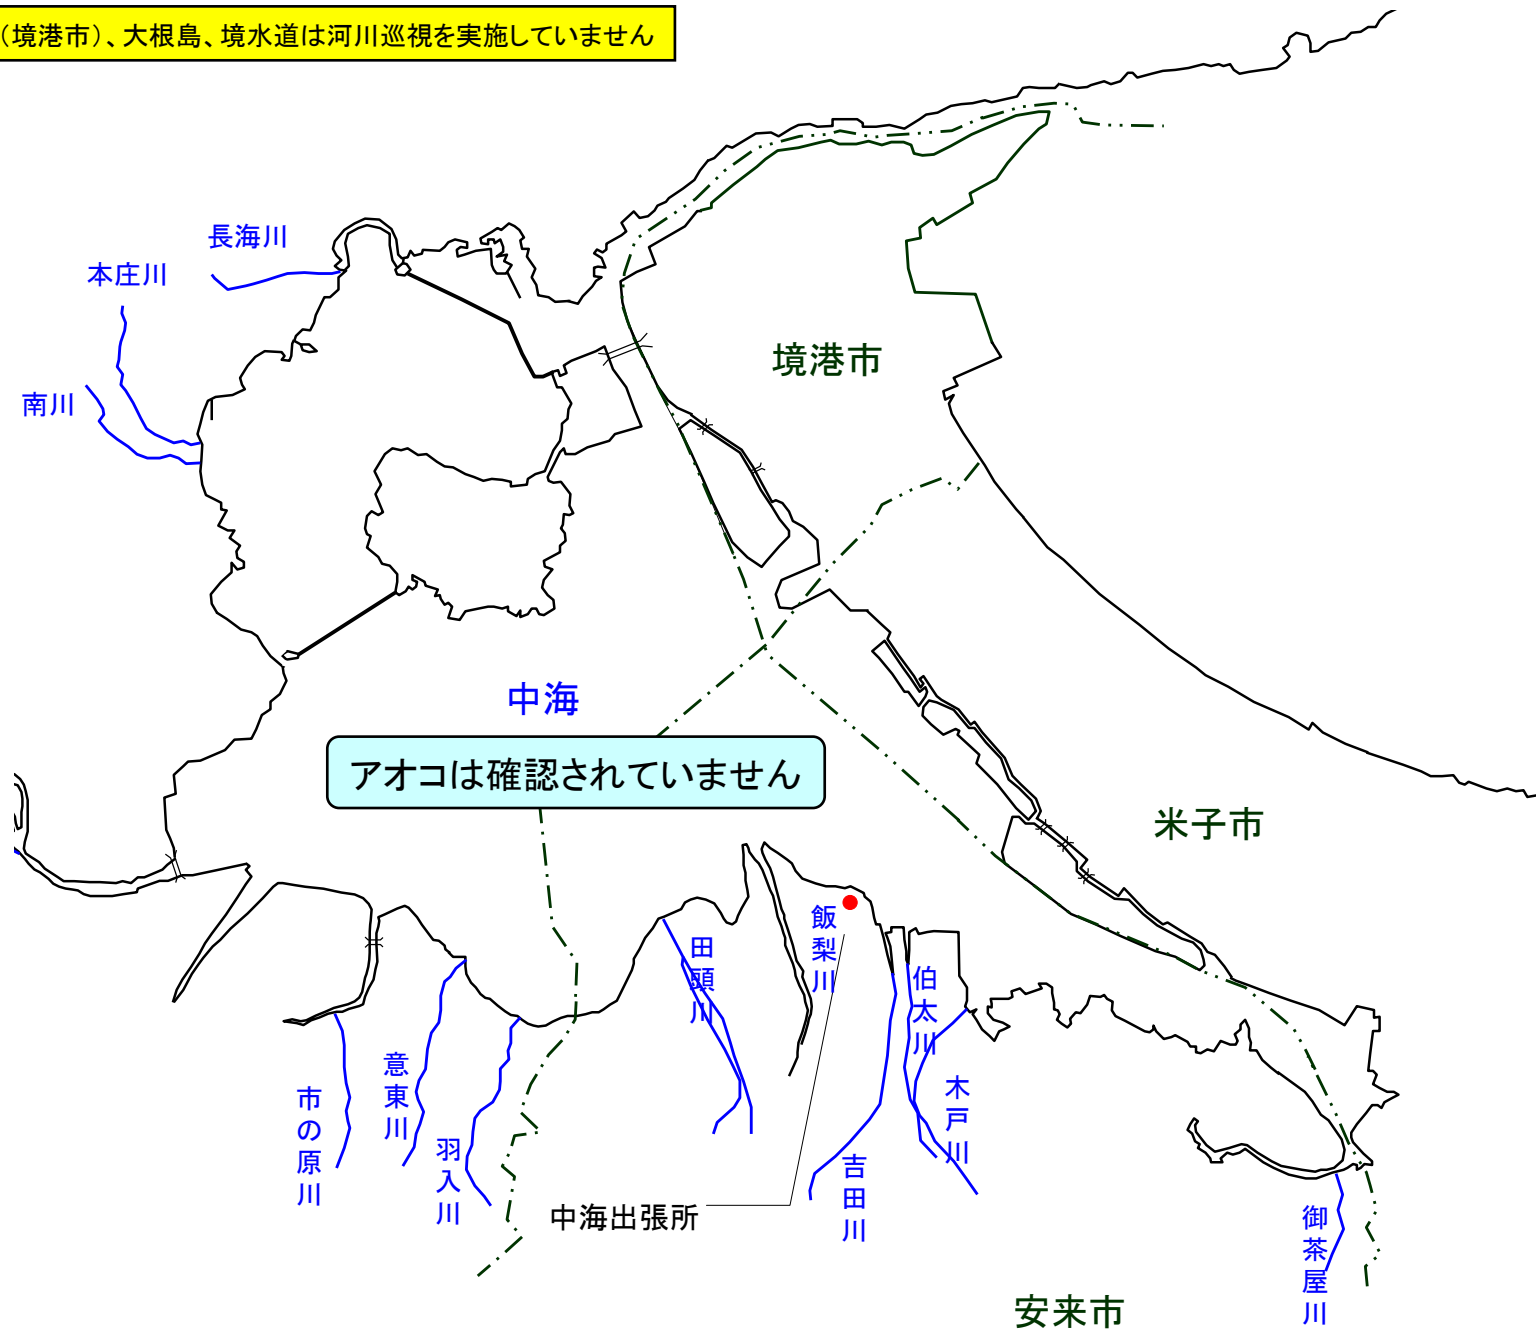 (境港市)、大根島、境水道は河川巡視を実施していません
長海川
本庄川
南川
境港市
中海
アオコは確認されていません
米子市
飯梨川
田頭川
伯太川
意東川
木戸川
市の原川
羽入川
吉田川
中海出張所
御茶屋川
安来市